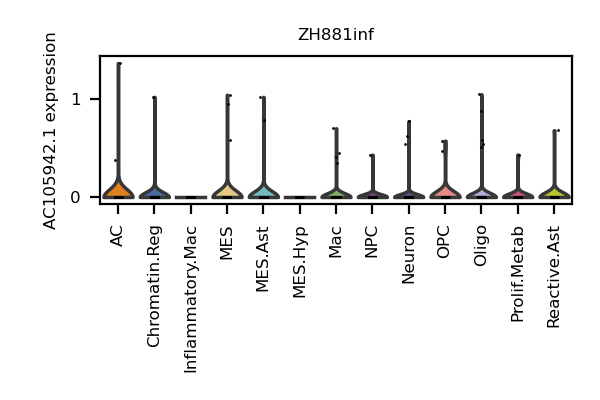 ZH881inf
AC105942.1 expression
1
0
AC
Chromatin.Reg
Inflammatory.Mac
MES
MES.Ast
MES.Hyp
Mac
NPC
Neuron
OPC
Oligo
Prolif.Metab
Reactive.Ast